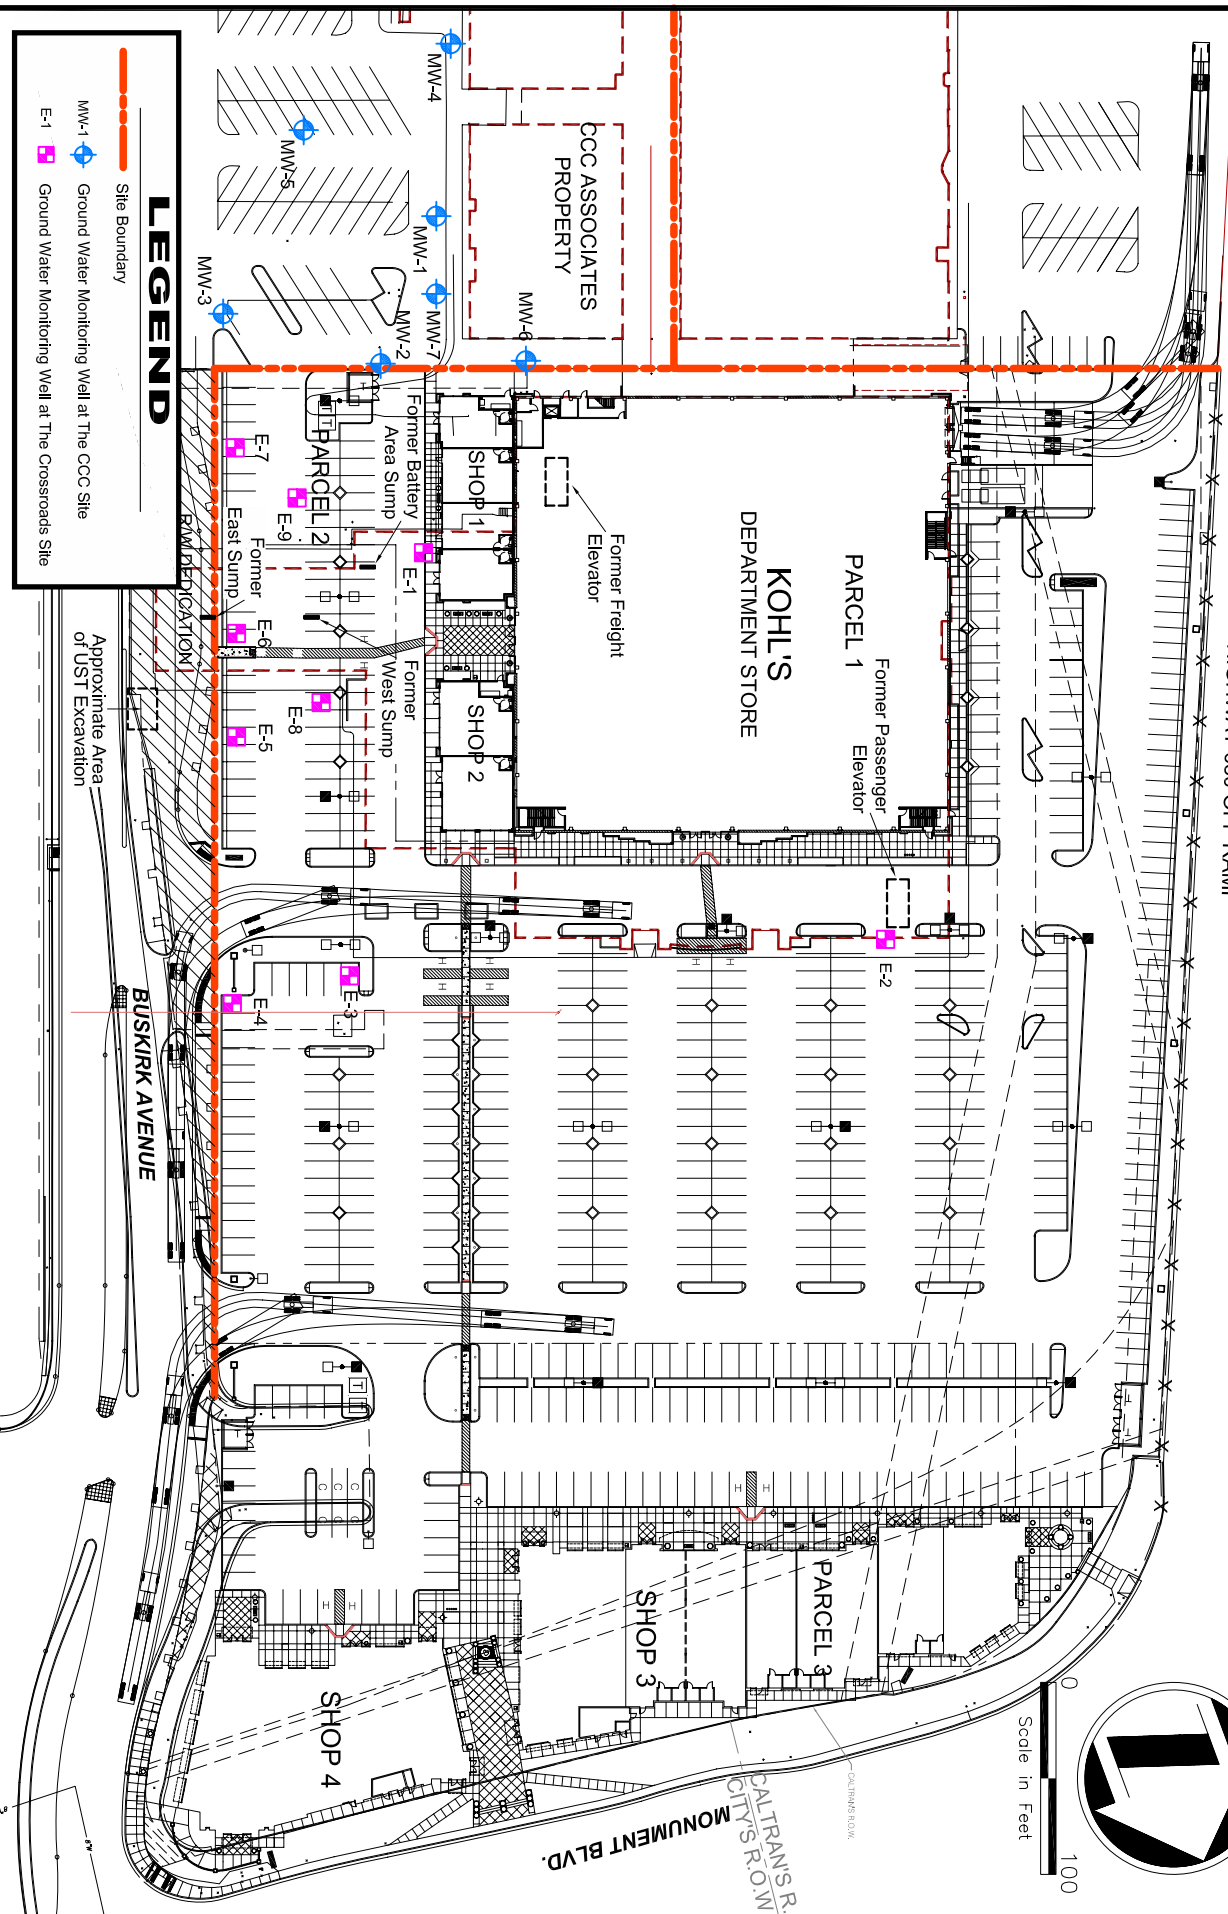 LEGEND
Site Boundary
MW-1 Ground Water Monitoring Well at The CCC Site
E-1 Ground Water Monitoring Well at The Crossroads Site
MW-4
MW-5
MW-1
MW-7
MW-3
MW-2
MW-6
CCC ASSOCIATES
PROPERTY
KOHL'S
DEPARTMENT STORE
PARCEL 1
Former Freight
Elevator
Former Passenger
Elevator
SHOP 1
SHOP 2
PARCEL 2
Former Battery
Area Sump
Former
East Sump
Former
West Sump
R/W DEDICATION
E-7
E-9
E-1
E-6
E-8
E-5
E-2
E-3
E-4
Approximate Area
of UST Excavation
BUSKIRK AVENUE
SHOP 3
PARCEL 3
SHOP 4
MONUMENT BLVD.
CALTRAN'S R.
CITY'S R.O.W
CALTRAN'S R.O.W.
0 100
Scale in Feet